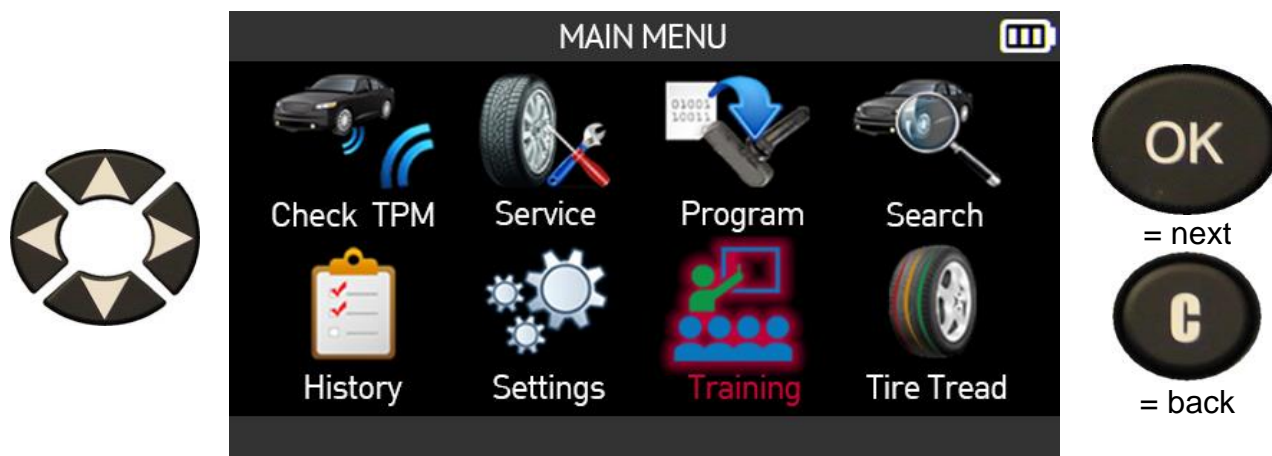 MAIN MENU
01001
10011
Check TPM
Service
Program
Search
History
Settings
Training
Tire Tread
OK
= next
C
= back